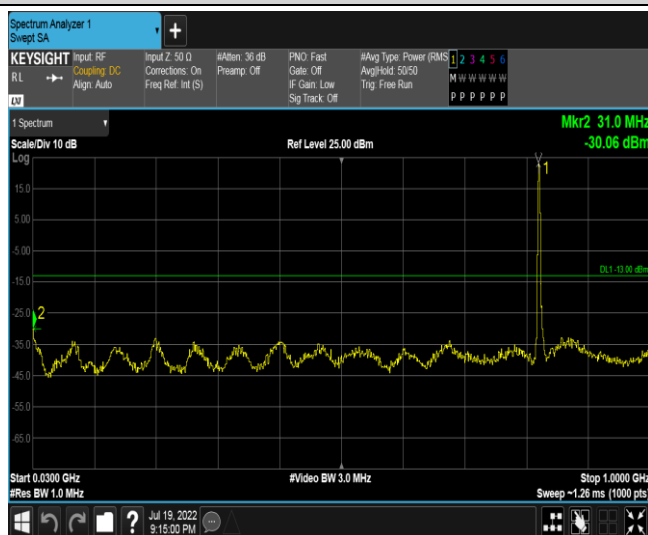 Spectrum Analyzer 1
Swept SA
+
KEYSIGHT
RL
Input: RF
Coupling: DC
Align: Auto
Input Z: 50 Ω
Corrections: On
Freq Ref: Int (S)
#Atten: 36 dB
Preamp: Off
PNO: Fast
Gate: Off
IF Gain: Low
Sig Track: Off
#Avg Type: Power (RMS
Avg|Hold: 50/50
Trig: Free Run
1 2 3 4 5 6
M W W W W W
P P P P P P
LXI
1 Spectrum
Scale/Div 10 dB
Ref Level 25.00 dBm
Mkr2 31.0 MHz
-30.06 dBm
Log
15.0
5.00
-5.00
-15.0
-25.0
-35.0
-45.0
-55.0
-65.0
1
DL1 -13.00 dBm
2
Start 0.0300 GHz
#Video BW 3.0 MHz
Stop 1.0000 GHz
#Res BW 1.0 MHz
Sweep ~1.26 ms (1000 pts)
?
Jul 19, 2022
9:15:00 PM